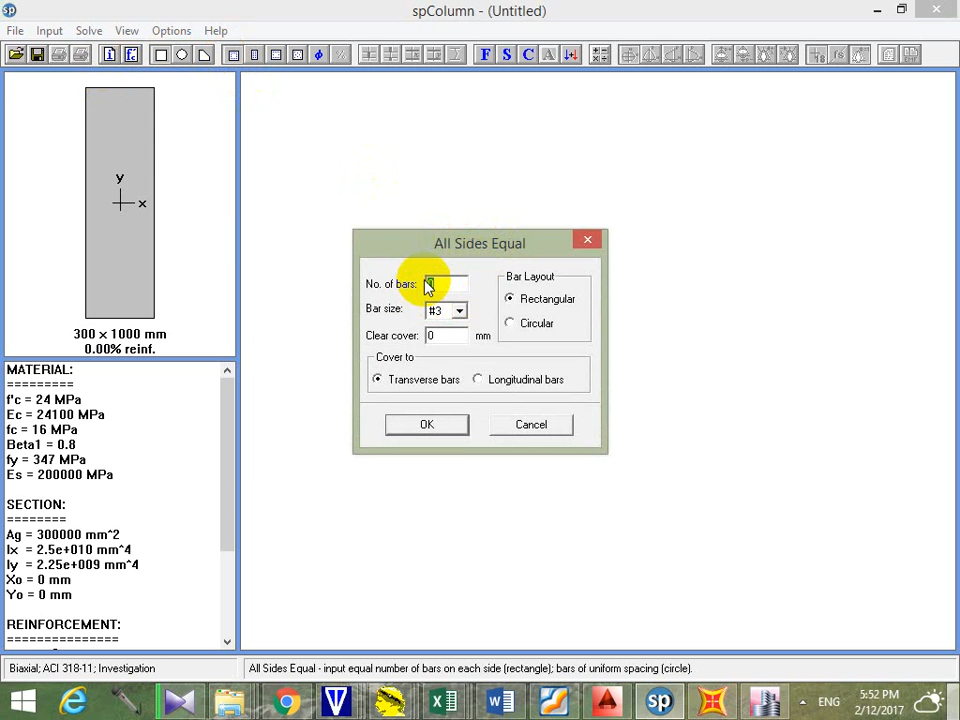 sp
spColumn - (Untitled)
File Input Solve View Options Help
y
x
300 x 1000 mm
0.00% reinf.
MATERIAL:
=========
f'c = 24 MPa
Ec = 24100 MPa
fc = 16 MPa
Beta1 = 0.8
fy = 347 MPa
Es = 200000 MPa
SECTION:
========
Ag = 300000 mm^2
Ix = 2.5e+010 mm^4
Iy = 2.25e+009 mm^4
Xo = 0 mm
Yo = 0 mm
REINFORCEMENT:
===============
All Sides Equal
No. of bars:
Bar size: #3
Clear cover: 0 mm
Bar Layout
Rectangular
Circular
Cover to
Transverse bars
Longitudinal bars
OK
Cancel
Biaxial; ACI 318-11; Investigation
All Sides Equal - input equal number of bars on each side (rectangle); bars of uniform spacing (circle).
ENG
5:52 PM
2/12/2017